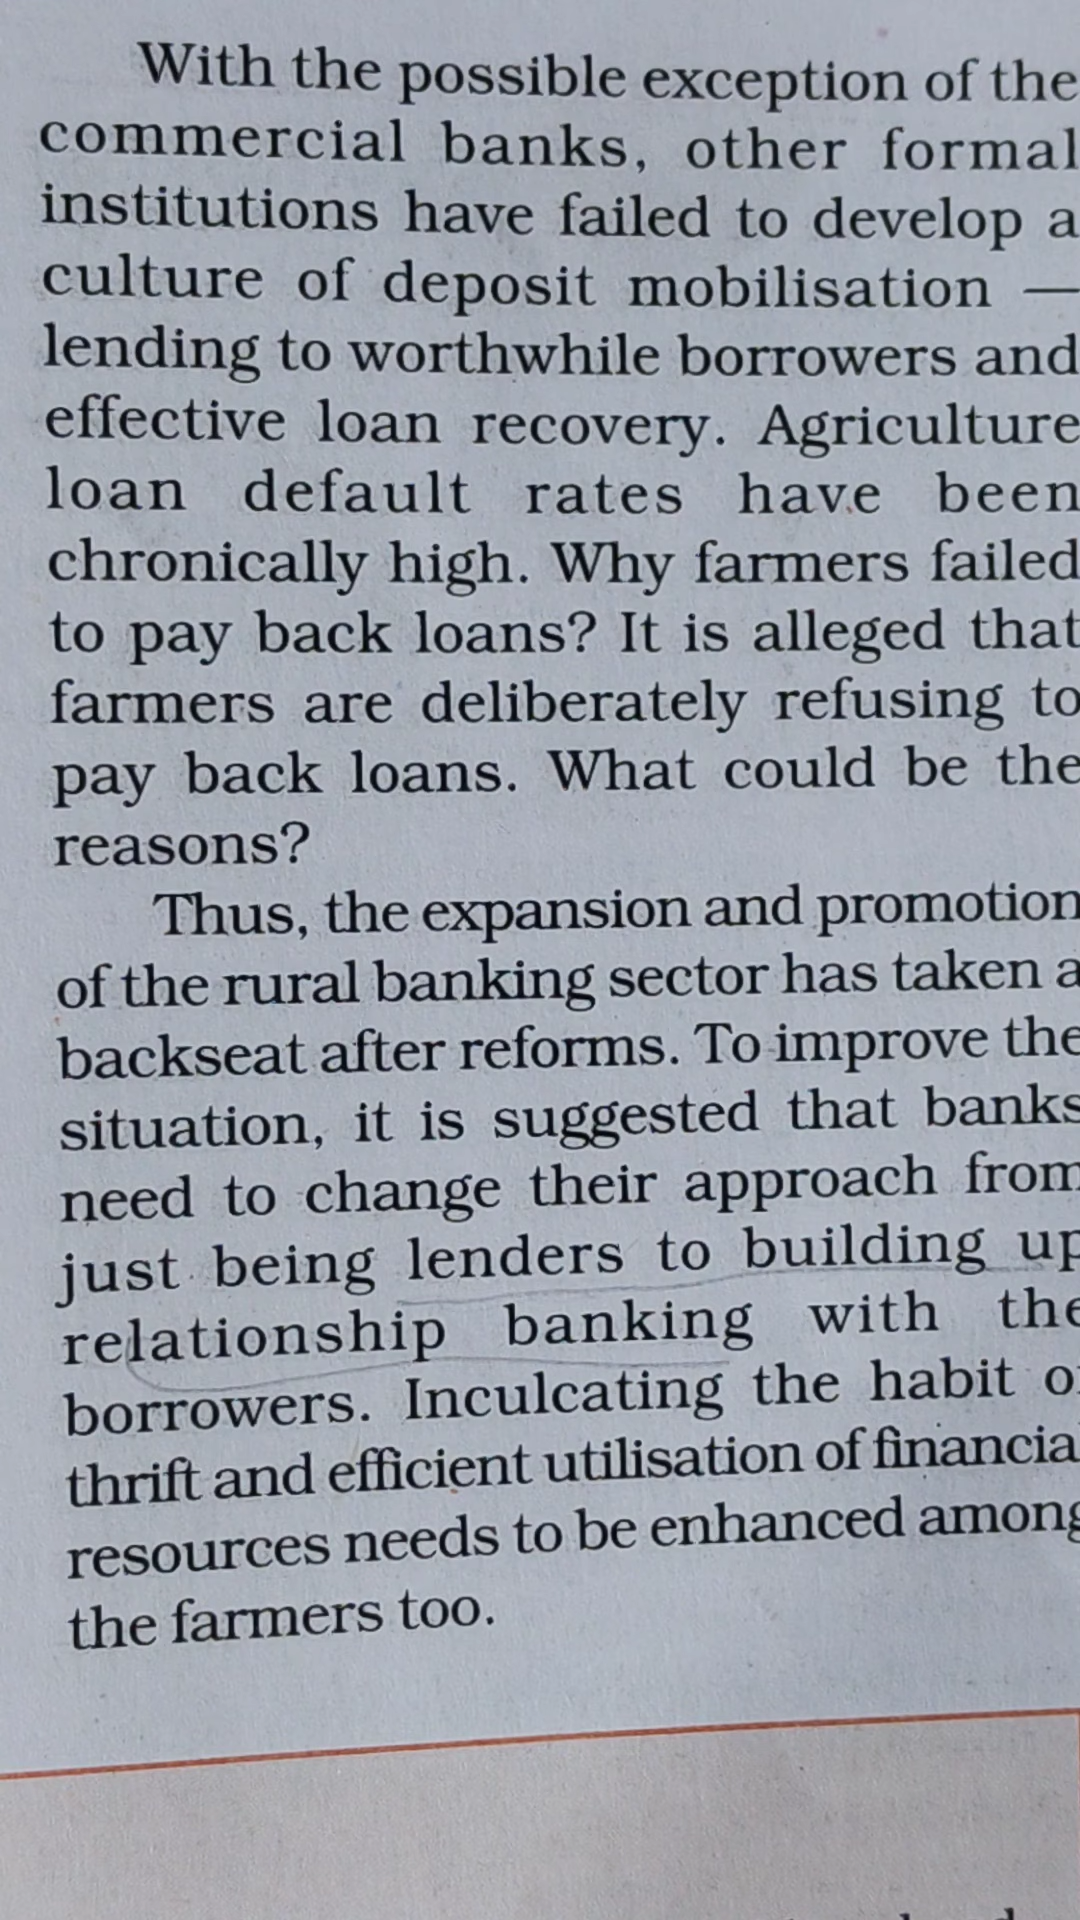 With the possible exception of the
commercial banks, other formal
institutions have failed to develop a
culture of deposit mobilisation —
lending to worthwhile borrowers and
effective loan recovery. Agriculture
loan default rates have been
chronically high. Why farmers failed
to pay back loans? It is alleged that
farmers are deliberately refusing to
pay back loans. What could be the
reasons?
Thus, the expansion and promotion
of the rural banking sector has taken a
backseat after reforms. To improve the
situation, it is suggested that banks
need to change their approach from
just being lenders to building up
relationship banking with the
borrowers. Inculcating the habit of
thrift and efficient utilisation of financial
resources needs to be enhanced among
the farmers too.